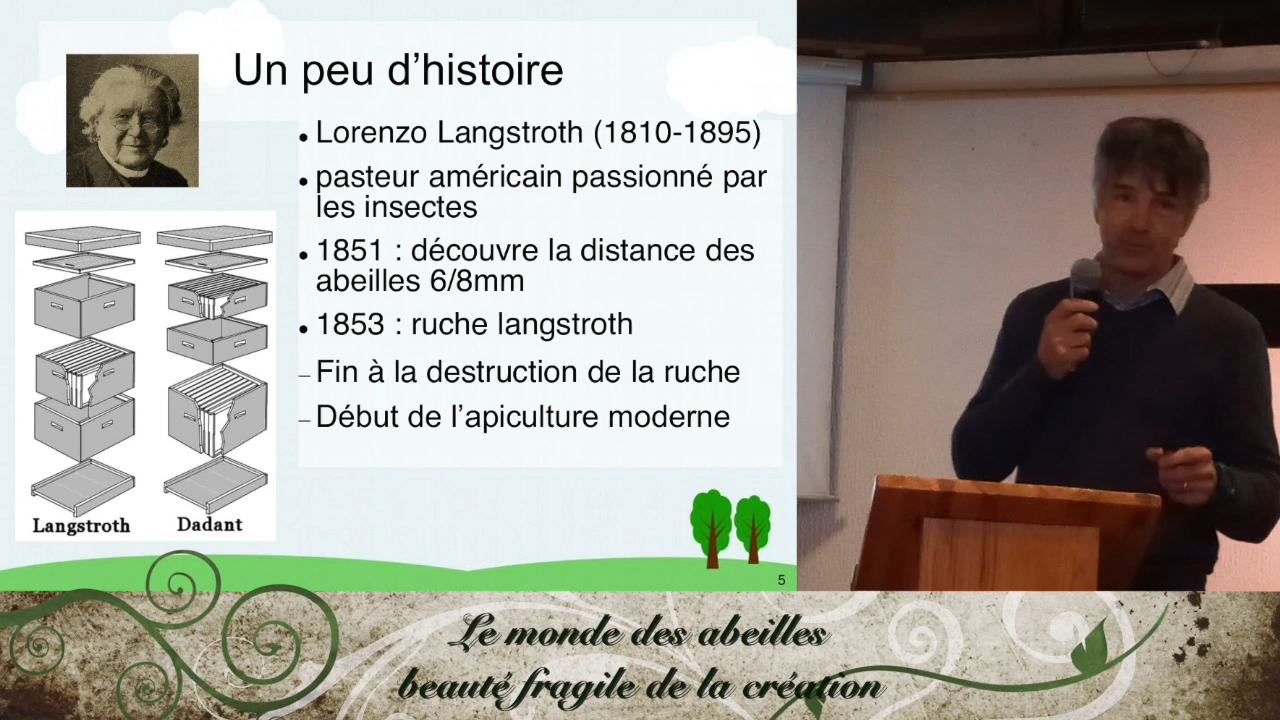 Un peu d'histoire
• Lorenzo Langstroth (1810-1895)
• pasteur américain passionné par
les insectes
• 1851 : découvre la distance des
abeilles 6/8mm
• 1853 : ruche langstroth
– Fin à la destruction de la ruche
– Début de l'apiculture moderne
Langstroth
Dadant
5
Le monde des abeilles
beauté fragile de la création